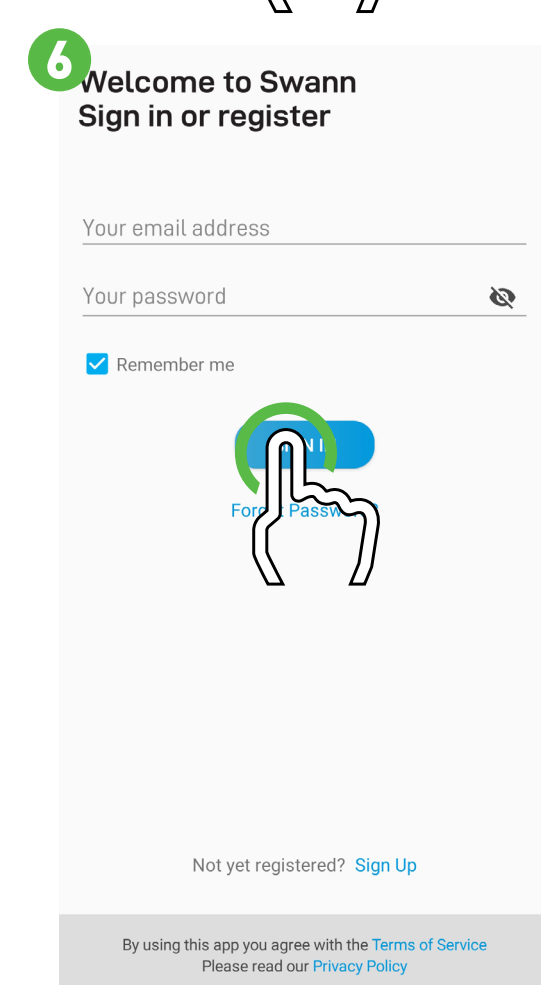 6
Welcome to Swann
Sign in or register
Your email address
Your password
Remember me
Not yet registered? Sign Up
By using this app you agree with the Terms of Service
Please read our Privacy Policy